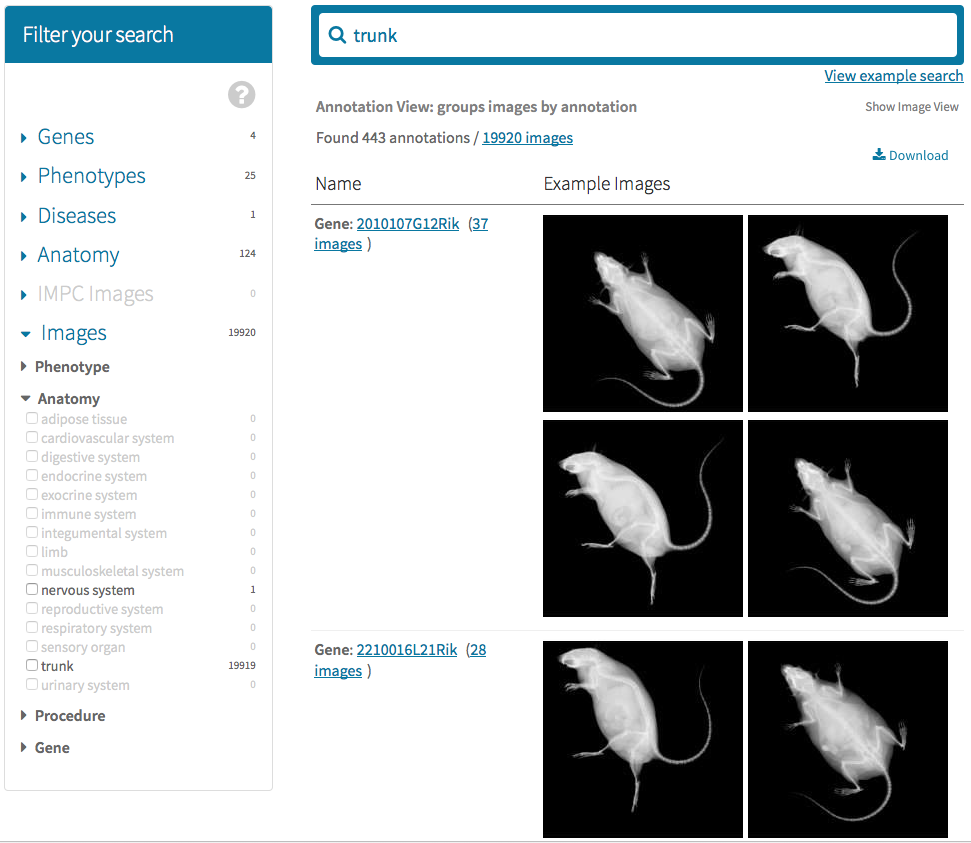 Filter your search
?
Genes 4
Phenotypes 25
Diseases 1
Anatomy 124
IMPC Images 0
Images 19920
Phenotype
Anatomy
adipose tissue 0
cardiovascular system 0
digestive system 0
endocrine system 0
exocrine system 0
immune system 0
integumental system 0
limb 0
musculoskeletal system 0
nervous system 1
reproductive system 0
respiratory system 0
sensory organ 0
trunk 19919
urinary system 0
Procedure
Gene
trunk
View example search
Annotation View: groups images by annotation
Show Image View
Found 443 annotations / 19920 images
Download
Name Example Images
Gene: 2010107G12Rik (37
images )
Gene: 2210016L21Rik (28
images )